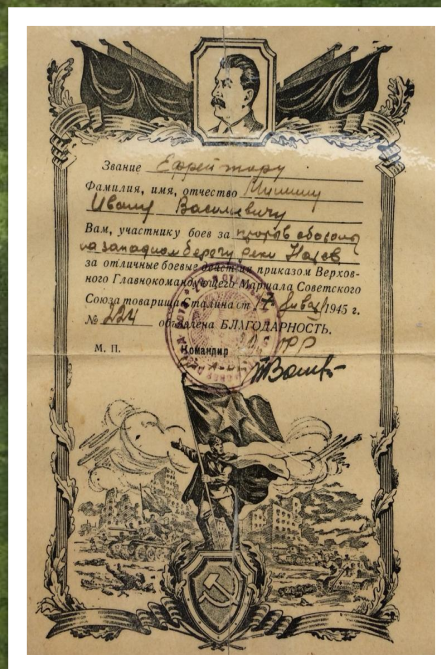 Звание Ефрейтору
Фамилия, имя, отчество
Ивану Васильевичу
Вам, участнику боев за прорыв обороны
на западном берегу реки Нарев
за отличные боевые действия приказом Верхов-
ного Главнокомандующего Маршала Советского
Союза товарища Сталина от 17 Января 1945 г.
№ 224 объявлена БЛАГОДАРНОСТЬ.
М. П. Командир